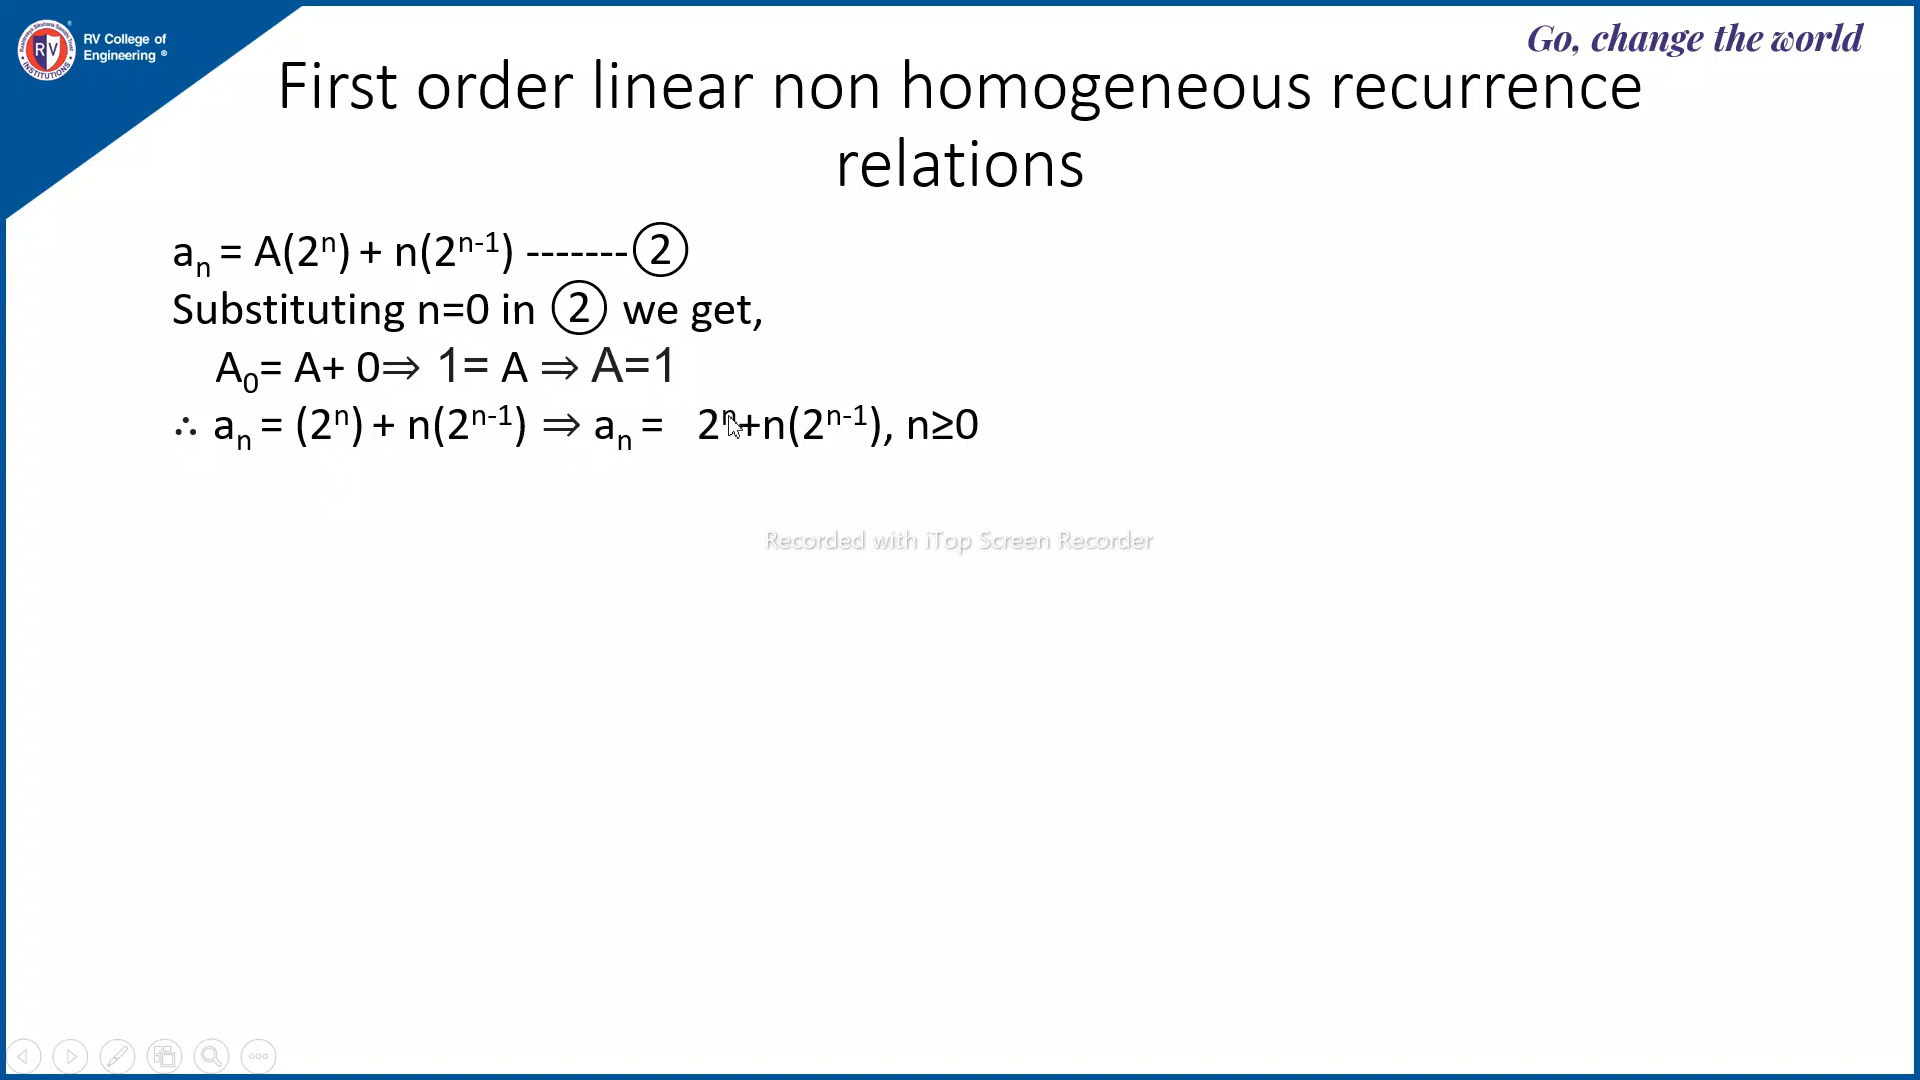 RV College of
Engineering ®
Go, change the world
First order linear non homogeneous recurrence
relations
aₙ = A(2ⁿ) + n(2ⁿ⁻¹) -------②
Substituting n=0 in ② we get,
A₀= A+ 0⇒ 1= A ⇒ A=1
∴ aₙ = (2ⁿ) + n(2ⁿ⁻¹) ⇒ aₙ = 2ⁿ+n(2ⁿ⁻¹), n≥0
Recorded with iTop Screen Recorder